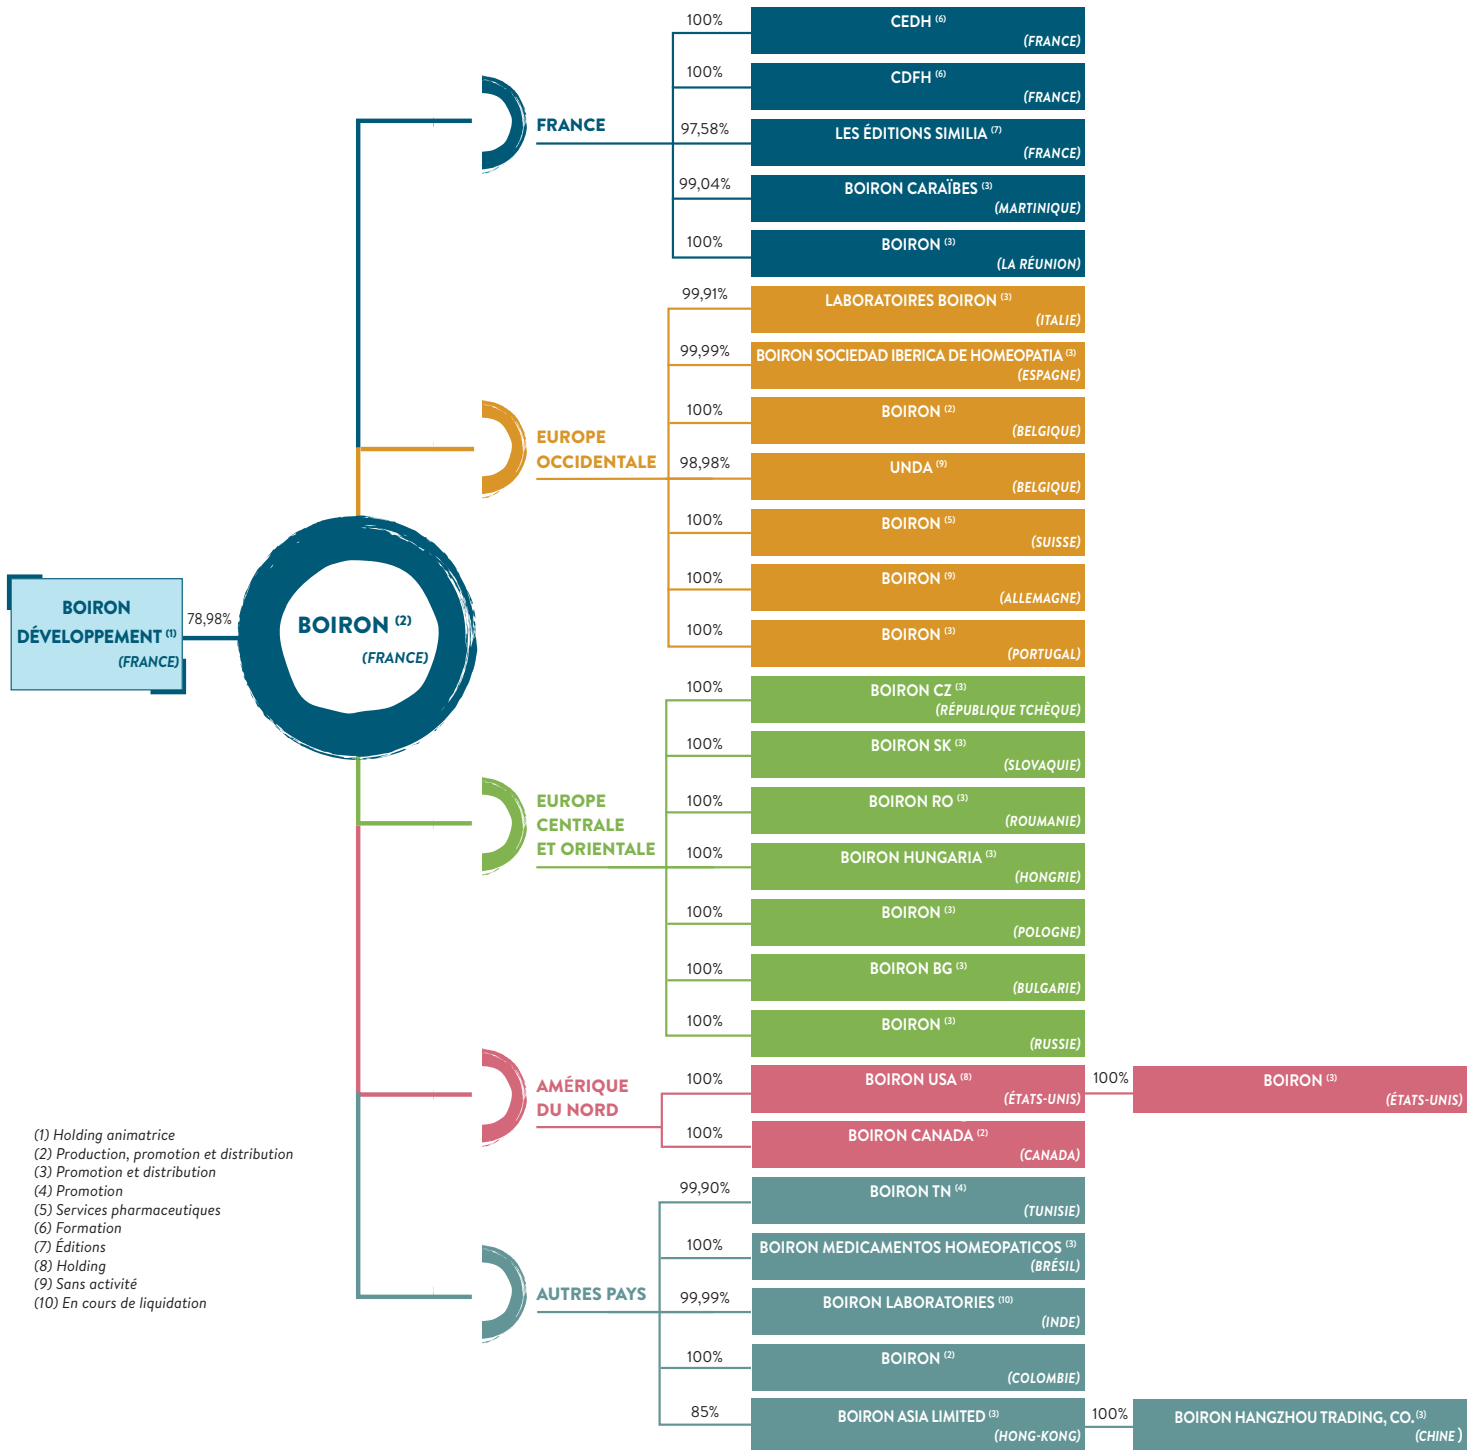 BOIRON
DÉVELOPPEMENT (1)
(FRANCE)
78,98%
BOIRON (2)
(FRANCE)
FRANCE
100%
CEDH (6)
(FRANCE)
100%
CDFH (6)
(FRANCE)
97,58%
LES ÉDITIONS SIMILIA (7)
(FRANCE)
99,04%
BOIRON CARAÏBES (3)
(MARTINIQUE)
100%
BOIRON (3)
(LA RÉUNION)
EUROPE
OCCIDENTALE
99,91%
LABORATOIRES BOIRON (3)
(ITALIE)
99,99%
BOIRON SOCIEDAD IBERICA DE HOMEOPATIA (3)
(ESPAGNE)
100%
BOIRON (2)
(BELGIQUE)
98,98%
UNDA (9)
(BELGIQUE)
100%
BOIRON (5)
(SUISSE)
100%
BOIRON (9)
(ALLEMAGNE)
100%
BOIRON (3)
(PORTUGAL)
EUROPE
CENTRALE
ET ORIENTALE
100%
BOIRON CZ (3)
(RÉPUBLIQUE TCHÈQUE)
100%
BOIRON SK (3)
(SLOVAQUIE)
100%
BOIRON RO (3)
(ROUMANIE)
100%
BOIRON HUNGARIA (3)
(HONGRIE)
100%
BOIRON (3)
(POLOGNE)
100%
BOIRON BG (3)
(BULGARIE)
100%
BOIRON (3)
(RUSSIE)
AMÉRIQUE
DU NORD
100%
BOIRON USA (8)
(ÉTATS-UNIS)
100%
BOIRON (3)
(ÉTATS-UNIS)
100%
BOIRON CANADA (2)
(CANADA)
AUTRES PAYS
99,90%
BOIRON TN (4)
(TUNISIE)
100%
BOIRON MEDICAMENTOS HOMEOPATICOS (3)
(BRÉSIL)
99,99%
BOIRON LABORATORIES (10)
(INDE)
100%
BOIRON (2)
(COLOMBIE)
85%
BOIRON ASIA LIMITED (3)
(HONG-KONG)
100%
BOIRON HANGZHOU TRADING, CO.(3)
(CHINE )
(1) Holding animatrice
(2) Production, promotion et distribution
(3) Promotion et distribution
(4) Promotion
(5) Services pharmaceutiques
(6) Formation
(7) Éditions
(8) Holding
(9) Sans activité
(10) En cours de liquidation